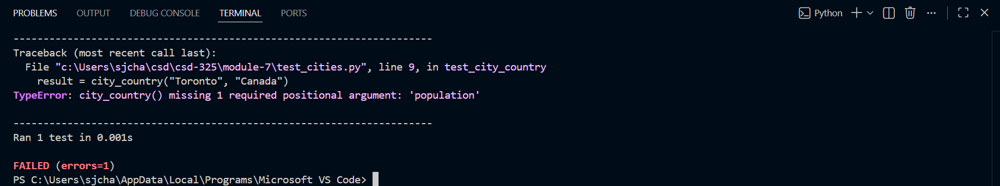 PROBLEMS OUTPUT DEBUG CONSOLE TERMINAL PORTS Python
----------------------------------------------------------------------
Traceback (most recent call last):
  File "c:\Users\sjcha\csd\csd-325\module-7\test_cities.py", line 9, in test_city_country
    result = city_country("Toronto", "Canada")
TypeError: city_country() missing 1 required positional argument: 'population'
----------------------------------------------------------------------
Ran 1 test in 0.001s
FAILED (errors=1)
PS C:\Users\sjcha\AppData\Local\Programs\Microsoft VS Code>